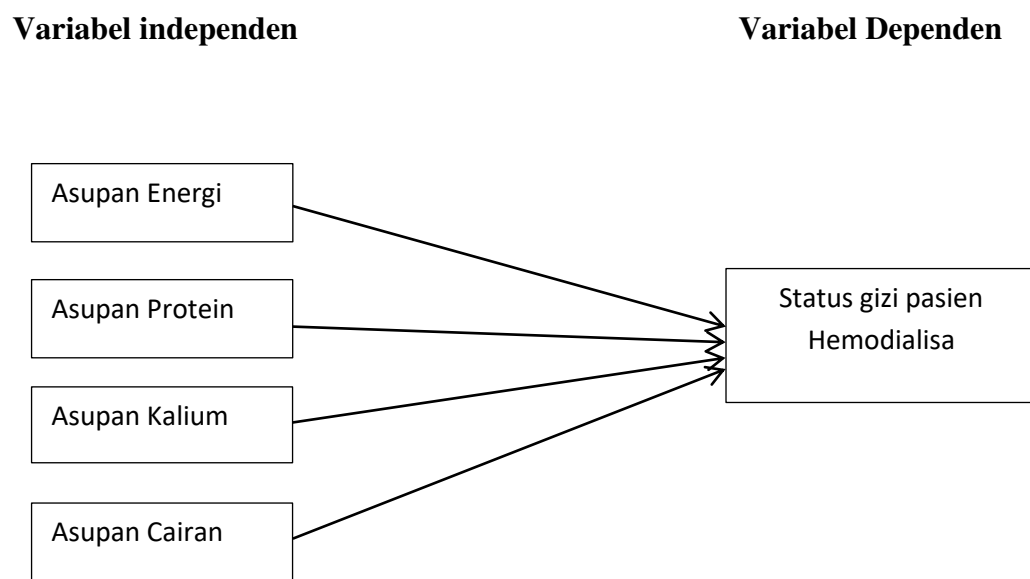 Variabel independen
Variabel Dependen
Asupan Energi
Asupan Protein
Asupan Kalium
Asupan Cairan
Status gizi pasien
Hemodialisa